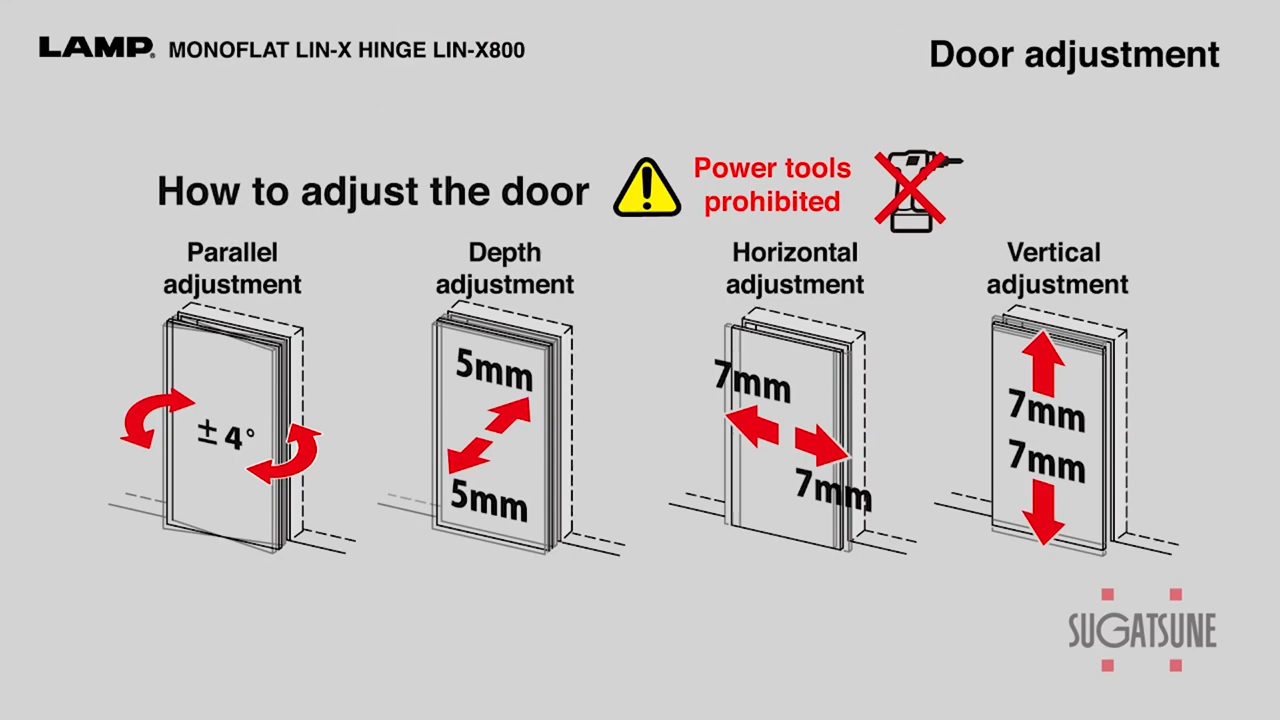 LAMP® MONOFLAT LIN-X HINGE LIN-X800
Door adjustment
How to adjust the door
Power tools
prohibited
Parallel
adjustment
Depth
adjustment
Horizontal
adjustment
Vertical
adjustment
± 4°
5mm
5mm
7mm
7mm
7mm
7mm
SUGATSUNE